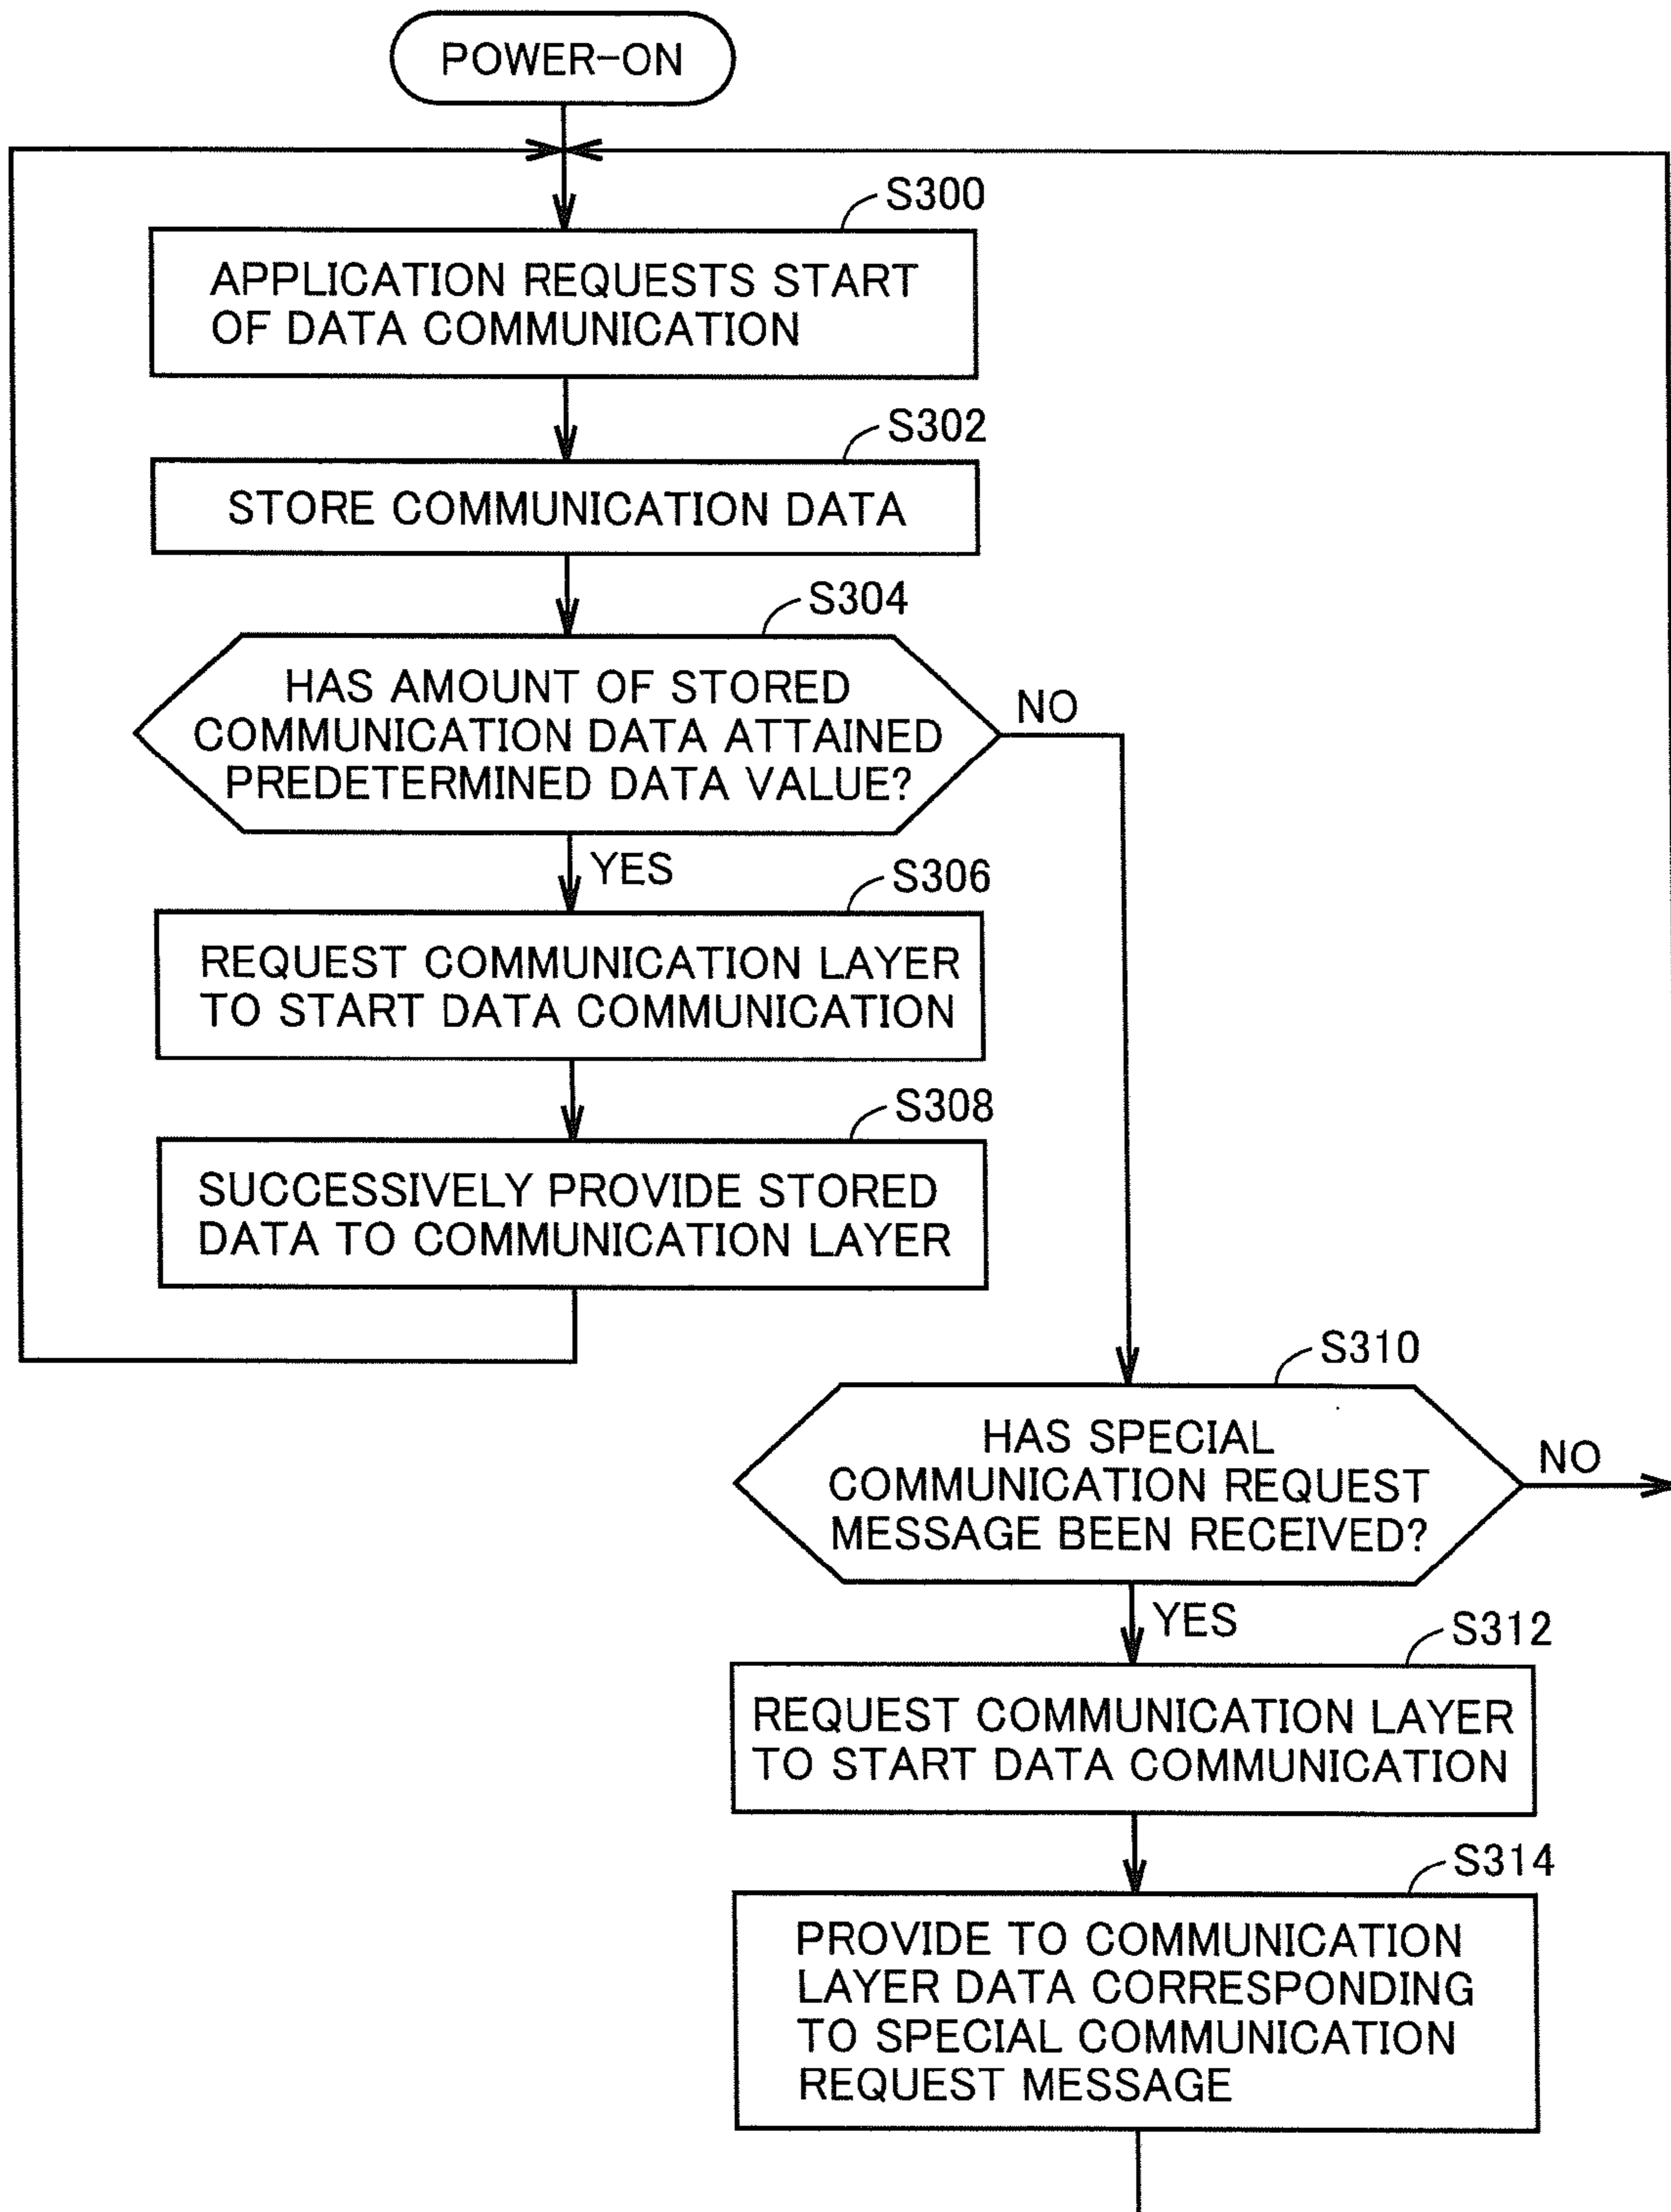 POWER-ON
S300
APPLICATION REQUESTS START
OF DATA COMMUNICATION
S302
STORE COMMUNICATION DATA
S304
HAS AMOUNT OF STORED
COMMUNICATION DATA ATTAINED
PREDETERMINED DATA VALUE?
NO
YES
S306
REQUEST COMMUNICATION LAYER
TO START DATA COMMUNICATION
S308
SUCCESSIVELY PROVIDE STORED
DATA TO COMMUNICATION LAYER
S310
HAS SPECIAL
COMMUNICATION REQUEST
MESSAGE BEEN RECEIVED?
NO
YES
S312
REQUEST COMMUNICATION LAYER
TO START DATA COMMUNICATION
S314
PROVIDE TO COMMUNICATION
LAYER DATA CORRESPONDING
TO SPECIAL COMMUNICATION
REQUEST MESSAGE